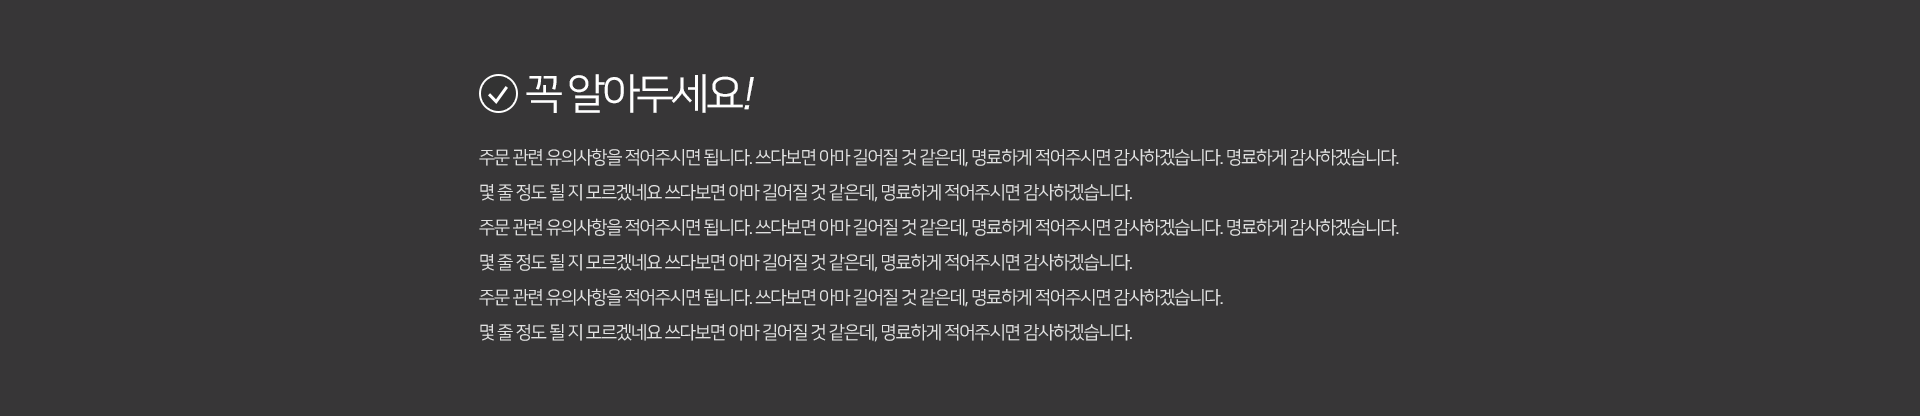 꼭 알아두세요!
주문 관련 유의사항을 적어주시면 됩니다. 쓰다보면 아마 길어질 것 같은데, 명료하게 적어주시면 감사하겠습니다. 명료하게 감사하겠습니다.
몇 줄 정도 될 지 모르겠네요 쓰다보면 아마 길어질 것 같은데, 명료하게 적어주시면 감사하겠습니다.
주문 관련 유의사항을 적어주시면 됩니다. 쓰다보면 아마 길어질 것 같은데, 명료하게 적어주시면 감사하겠습니다. 명료하게 감사하겠습니다.
몇 줄 정도 될 지 모르겠네요 쓰다보면 아마 길어질 것 같은데, 명료하게 적어주시면 감사하겠습니다.
주문 관련 유의사항을 적어주시면 됩니다. 쓰다보면 아마 길어질 것 같은데, 명료하게 적어주시면 감사하겠습니다.
몇 줄 정도 될 지 모르겠네요 쓰다보면 아마 길어질 것 같은데, 명료하게 적어주시면 감사하겠습니다.